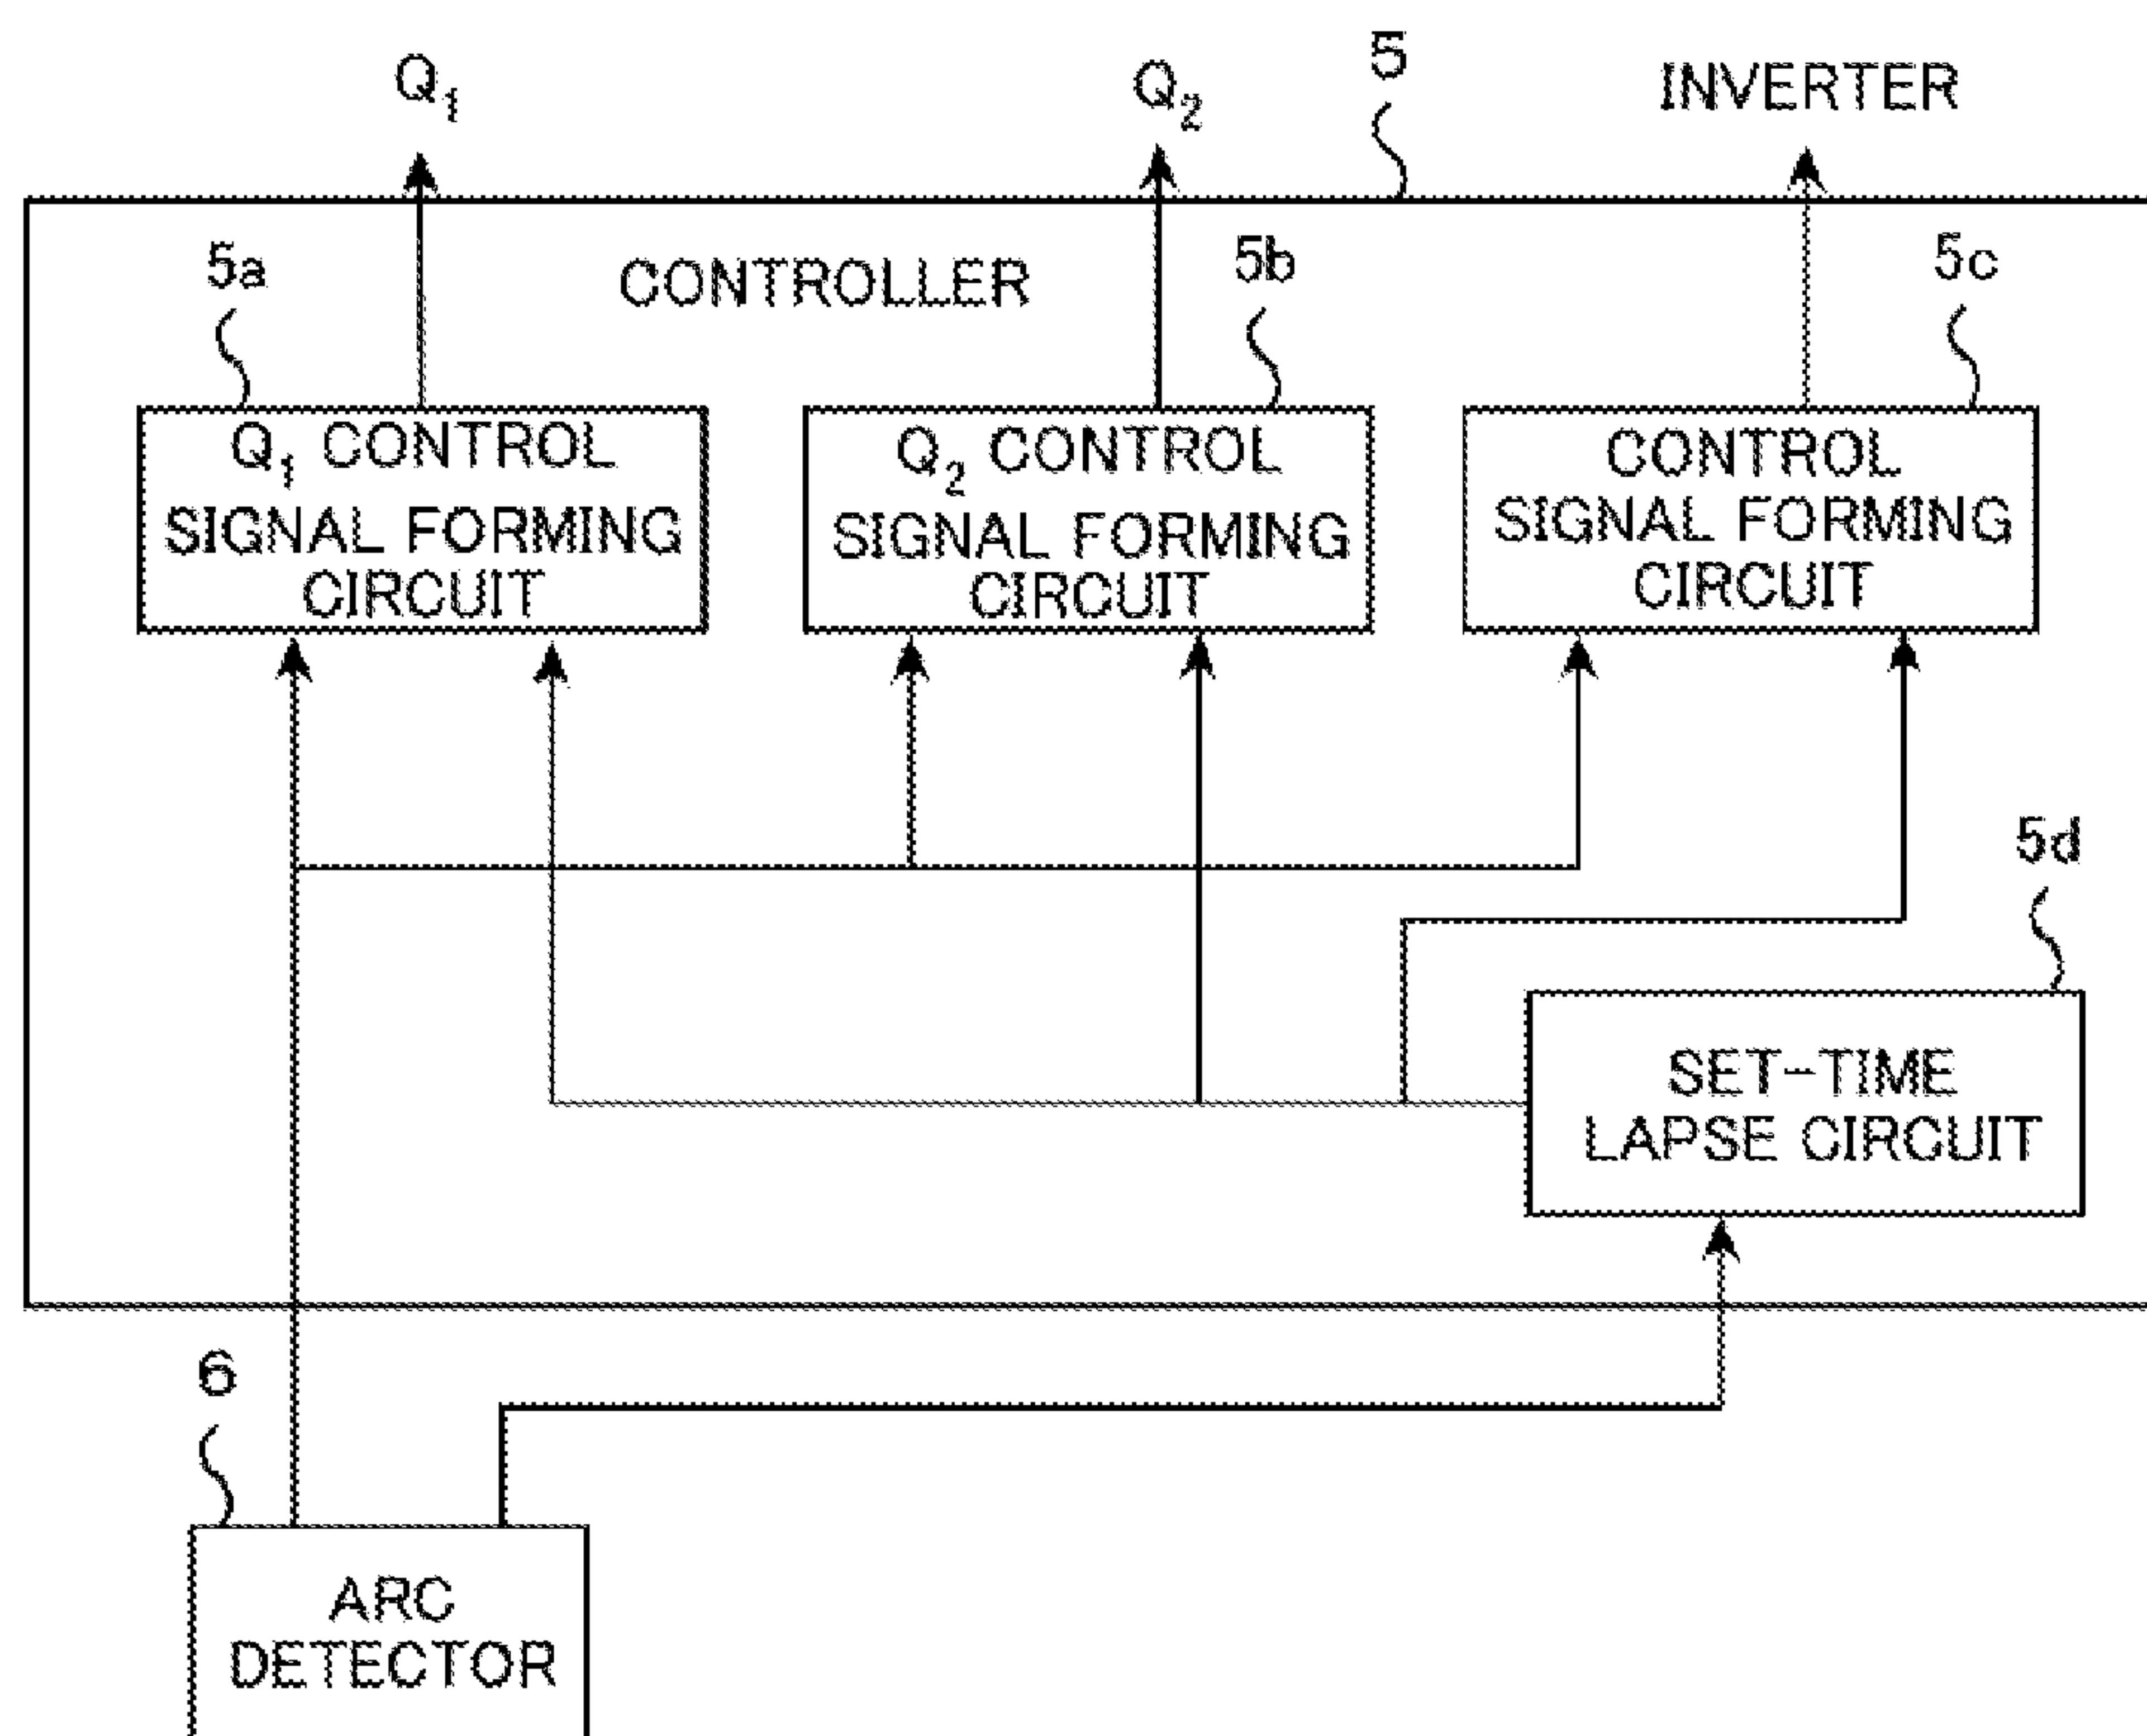 Q₁
Q₂
5
INVERTER
5a
CONTROLLER
5b
5c
Q₁ CONTROL
SIGNAL FORMING
CIRCUIT
Q₂ CONTROL
SIGNAL FORMING
CIRCUIT
CONTROL
SIGNAL FORMING
CIRCUIT
5d
SET-TIME
LAPSE CIRCUIT
6
ARC
DETECTOR